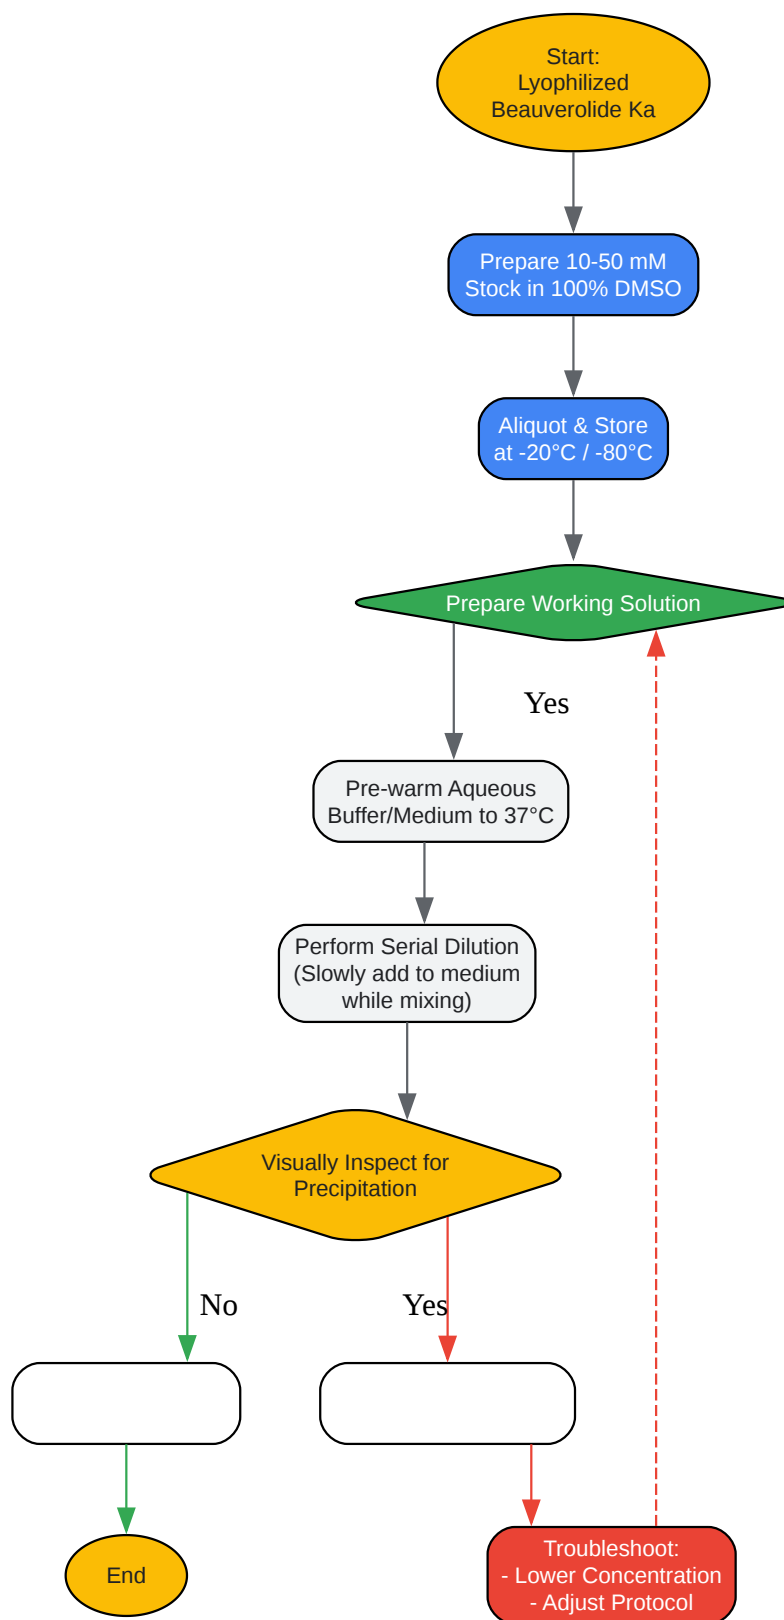 Start:
Lyophilized
Beauverolide Ka
Prepare 10-50 mM
Stock in 100% DMSO
Aliquot & Store
at -20°C / -80°C
Prepare Working Solution
Yes
Pre-warm Aqueous
Buffer/Medium to 37°C
Perform Serial Dilution
(Slowly add to medium
while mixing)
Visually Inspect for
Precipitation
No
Yes
End
Troubleshoot:
- Lower Concentration
- Adjust Protocol